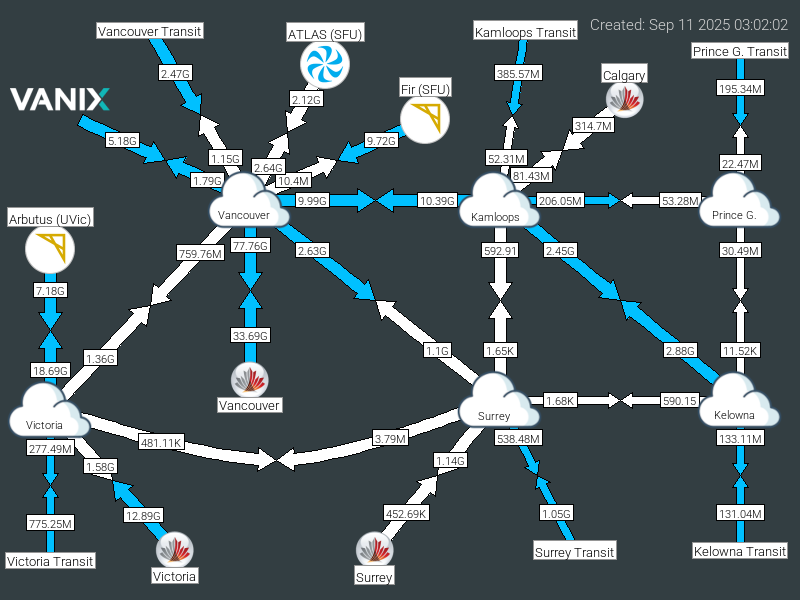 Created: Sep 11 2025 03:02:02
Vancouver Transit
ATLAS (SFU)
Kamloops Transit
Prince G. Transit
2.47G
385.57M
Calgary
195.34M
VANIX
2.12G
Fir (SFU)
314.7M
5.18G
9.72G
1.15G
52.31M
22.47M
2.64G
1.79G
10.4M
81.43M
9.99G
10.39G
206.05M
53.28M
Vancouver
Kamloops
Prince G.
Arbutus (UVic)
759.76M
77.76G
2.63G
592.91
2.45G
30.49M
7.18G
33.69G
1.36G
1.1G
1.65K
2.88G
11.52K
18.69G
Vancouver
1.68K
590.15
Victoria
Surrey
Kelowna
277.49M
481.11K
3.79M
538.48M
133.11M
1.58G
1.14G
775.25M
12.89G
452.69K
1.05G
131.04M
Victoria Transit
Victoria
Surrey
Surrey Transit
Kelowna Transit